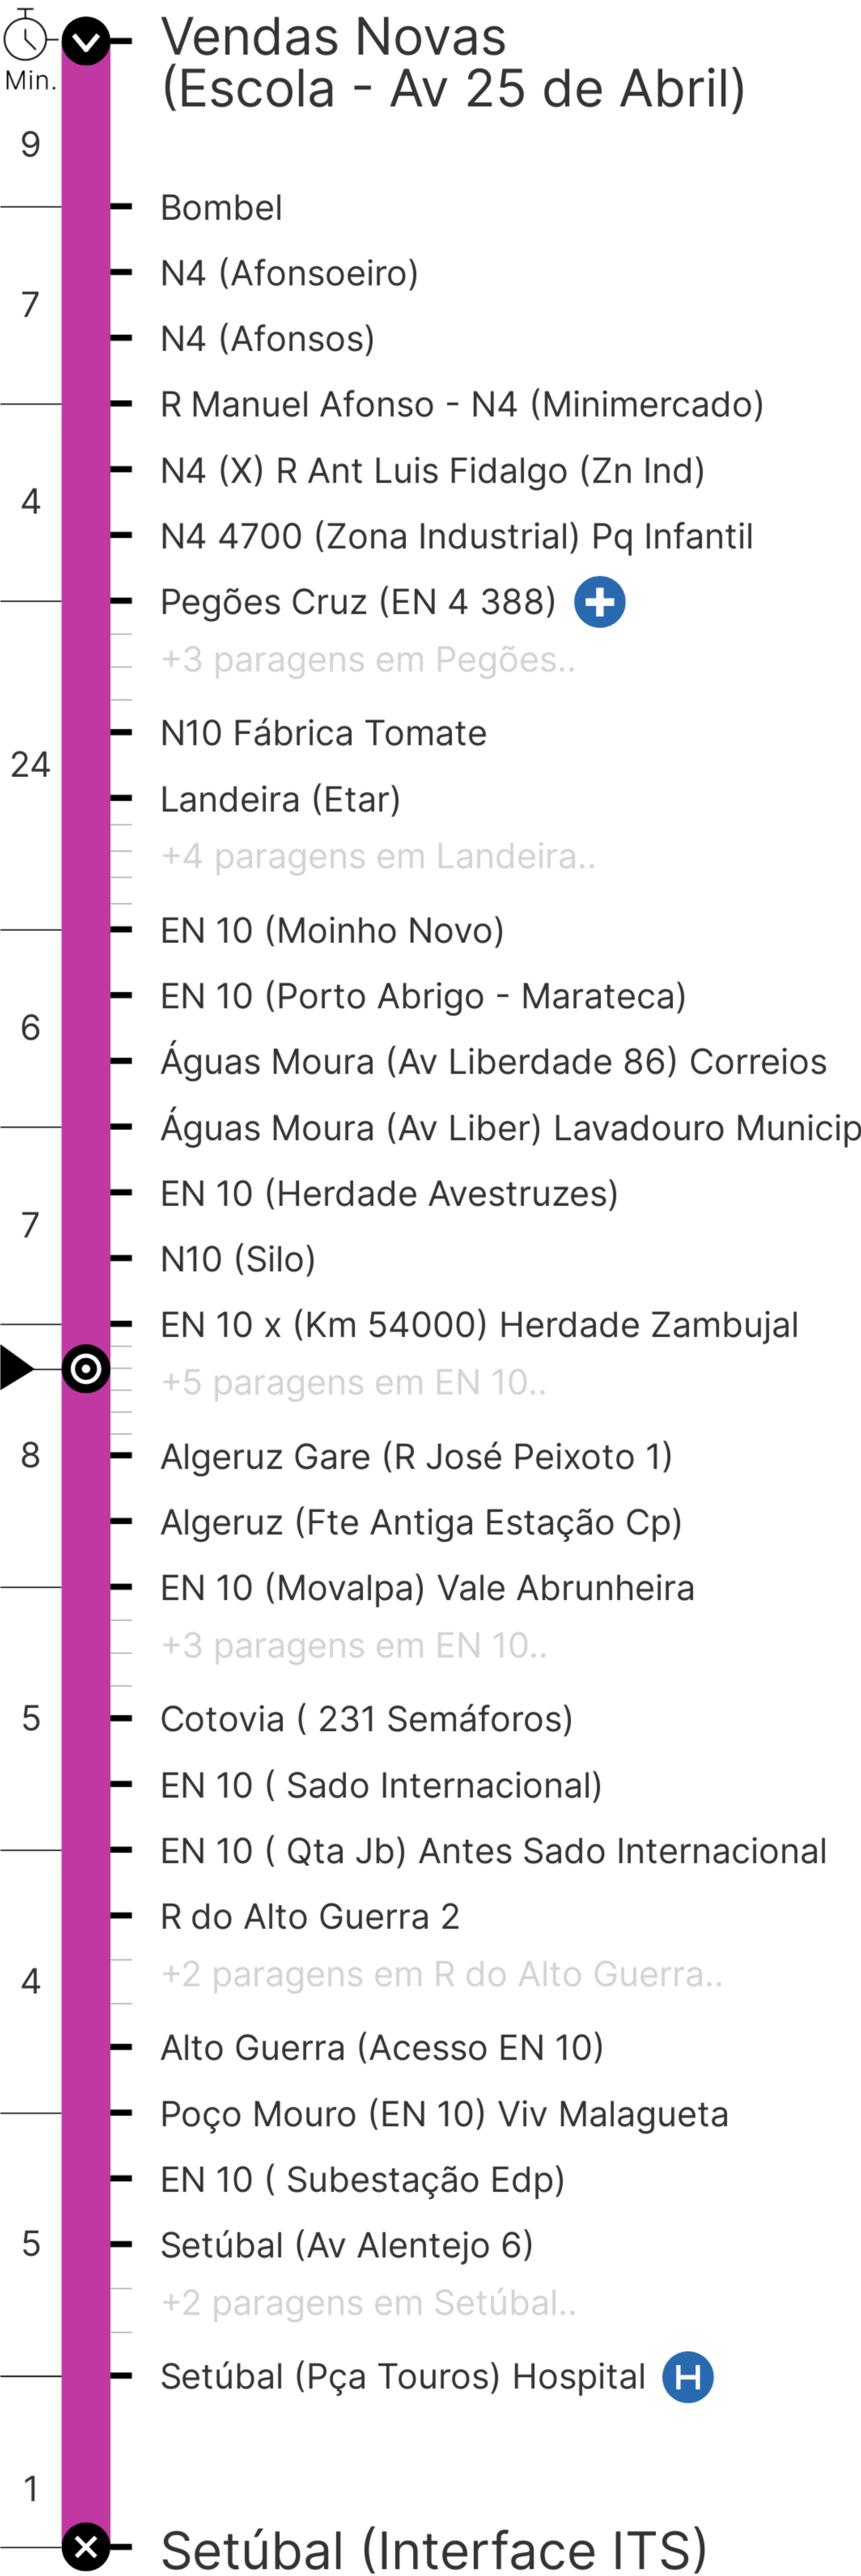 Vendas Novas
(Escola - Av 25 de Abril)
Min.
9
Bombel
N4 (Afonsoeiro)
7
N4 (Afonsos)
R Manuel Afonso - N4 (Minimercado)
N4 (X) R Ant Luis Fidalgo (Zn Ind)
4
N4 4700 (Zona Industrial) Pq Infantil
Pegões Cruz (EN 4 388)
+3 paragens em Pegões..
N10 Fábrica Tomate
24
Landeira (Etar)
+4 paragens em Landeira..
EN 10 (Moinho Novo)
EN 10 (Porto Abrigo - Marateca)
6
Águas Moura (Av Liberdade 86) Correios
Águas Moura (Av Liber) Lavadouro Municip
EN 10 (Herdade Avestruzes)
7
N10 (Silo)
EN 10 x (Km 54000) Herdade Zambujal
+5 paragens em EN 10..
8
Algeruz Gare (R José Peixoto 1)
Algeruz (Fte Antiga Estação Cp)
EN 10 (Movalpa) Vale Abrunheira
+3 paragens em EN 10..
5
Cotovia ( 231 Semáforos)
EN 10 ( Sado Internacional)
EN 10 ( Qta Jb) Antes Sado Internacional
R do Alto Guerra 2
+2 paragens em R do Alto Guerra..
4
Alto Guerra (Acesso EN 10)
Poço Mouro (EN 10) Viv Malagueta
EN 10 ( Subestação Edp)
5
Setúbal (Av Alentejo 6)
+2 paragens em Setúbal..
Setúbal (Pça Touros) Hospital H
1
Setúbal (Interface ITS)